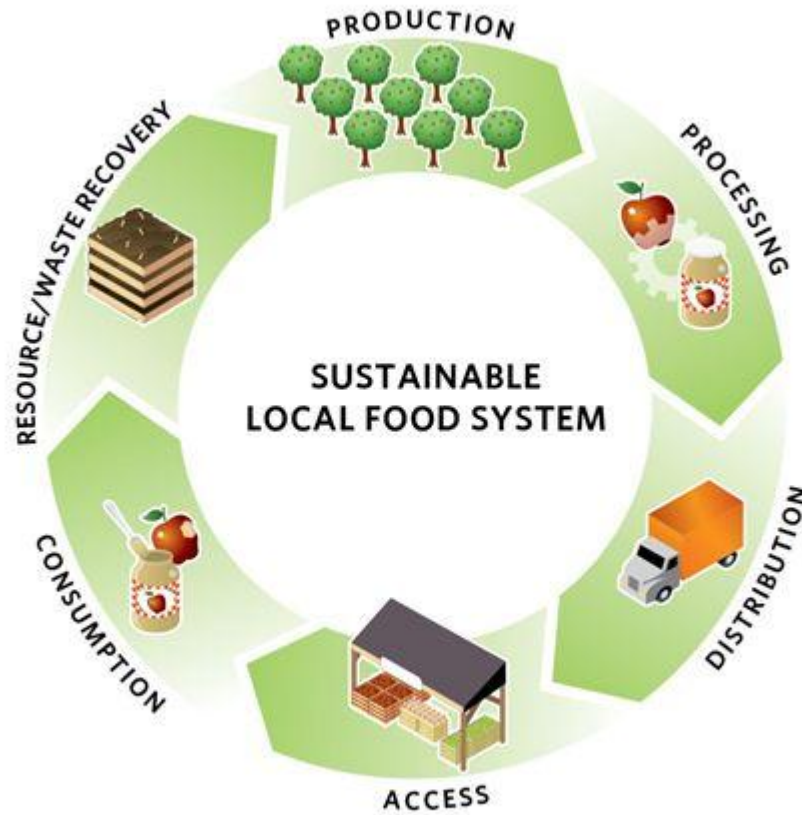 PRODUCTION
PROCESSING
DISTRIBUTION
ACCESS
CONSUMPTION
RESOURCE/WASTE RECOVERY
SUSTAINABLE
LOCAL FOOD SYSTEM